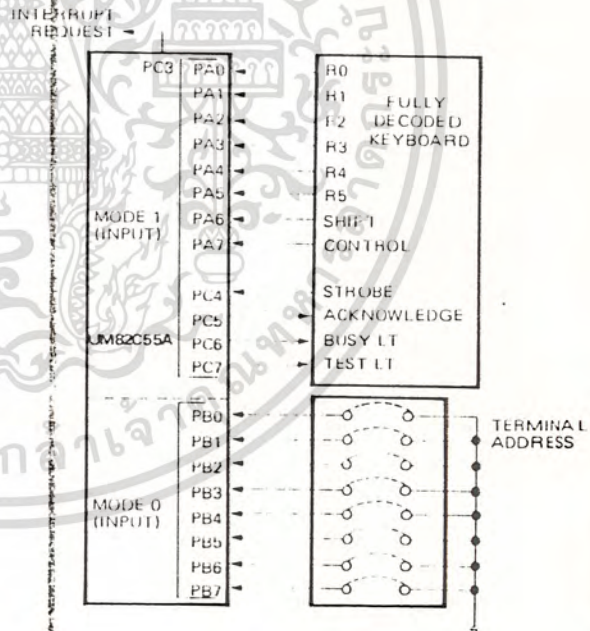 INTERRUPT
REQUEST
PC3
PA0
PA1
PA2
PA3
PA4
PA5
PA6
PA7
MODE 1
(INPUT)
PC4
PC5
UM82C55A
PC6
PC7
R0
R1
R2
R3
R4
R5
SHIFT
CONTROL
FULLY
DECODED
KEYBOARD
STROBE
ACKNOWLEDGE
BUSY LT
TEST LT
PB0
PB1
PB2
PB3
PB4
PB5
PB6
PB7
MODE 0
(INPUT)
TERMINAL
ADDRESS